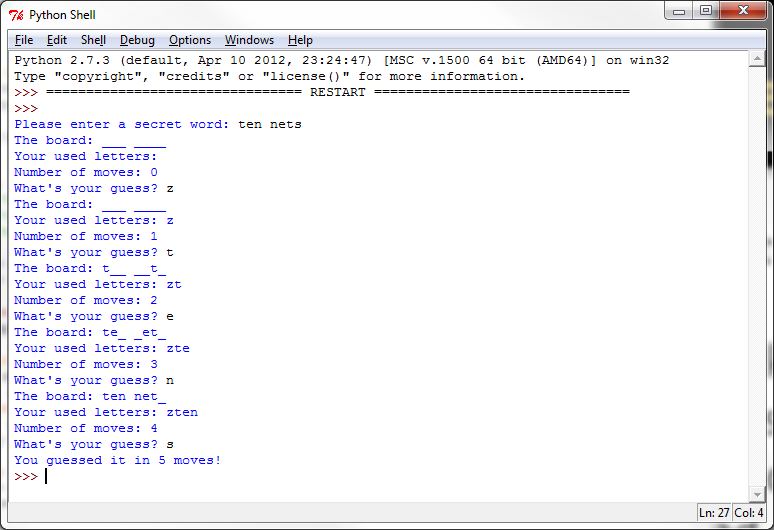 Python Shell
File Edit Shell Debug Options Windows Help
Python 2.7.3 (default, Apr 10 2012, 23:24:47) [MSC v.1500 64 bit (AMD64)] on win32
Type "copyright", "credits" or "license()" for more information.
>>> ================================ RESTART ================================
>>>
Please enter a secret word: ten nets
The board: ___ ____
Your used letters:
Number of moves: 0
What's your guess? z
The board: ___ ____
Your used letters: z
Number of moves: 1
What's your guess? t
The board: t__ __t_
Your used letters: zt
Number of moves: 2
What's your guess? e
The board: te_ _et_
Your used letters: zte
Number of moves: 3
What's your guess? n
The board: ten net_
Your used letters: zten
Number of moves: 4
What's your guess? s
You guessed it in 5 moves!
>>>
Ln: 27 Col: 4